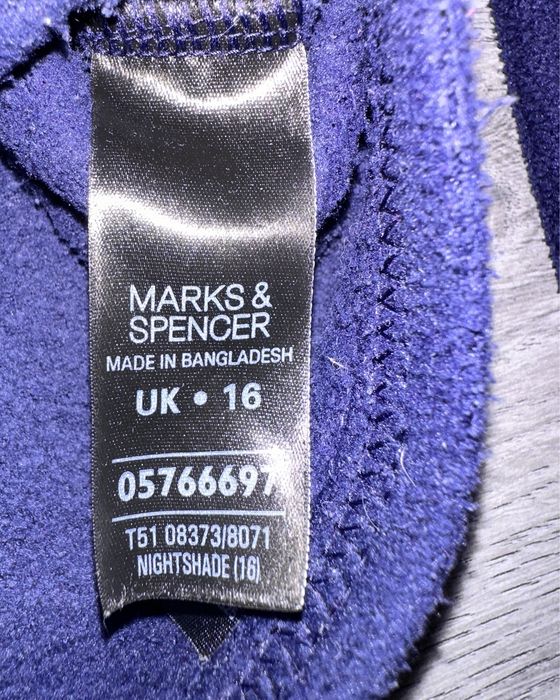 MARKS &
SPENCER
MADE IN BANGLADESH
UK • 16
05766697
T51 08373/8071
NIGHTSHADE (16)